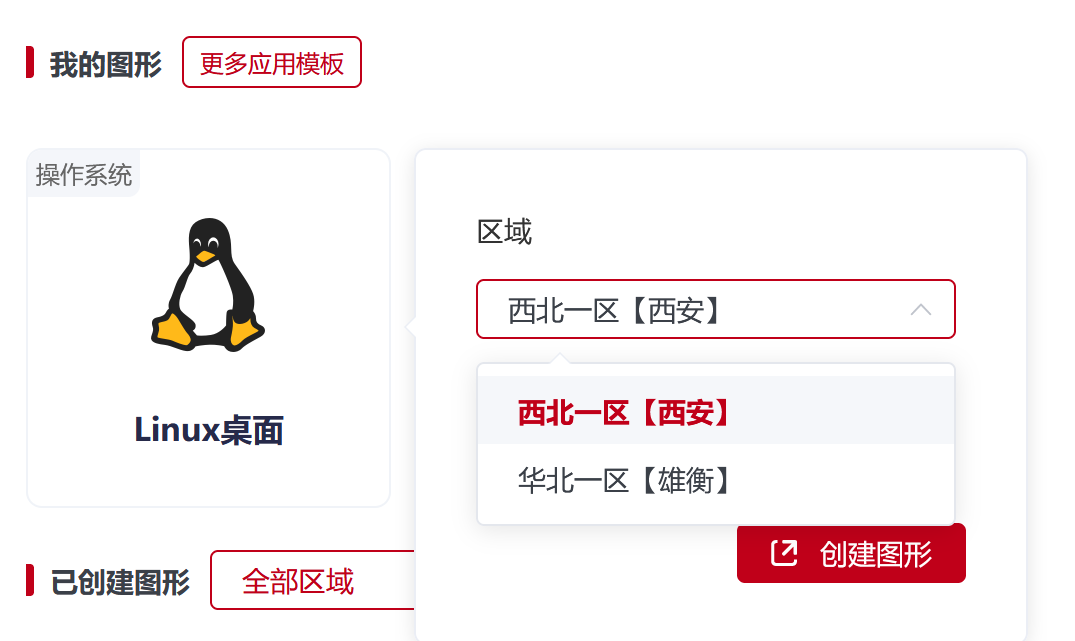 我的图形
更多应用模板
操作系统
Linux桌面
区域
西北一区【西安】
西北一区【西安】
华北一区【雄衡】
创建图形
已创建图形
全部区域